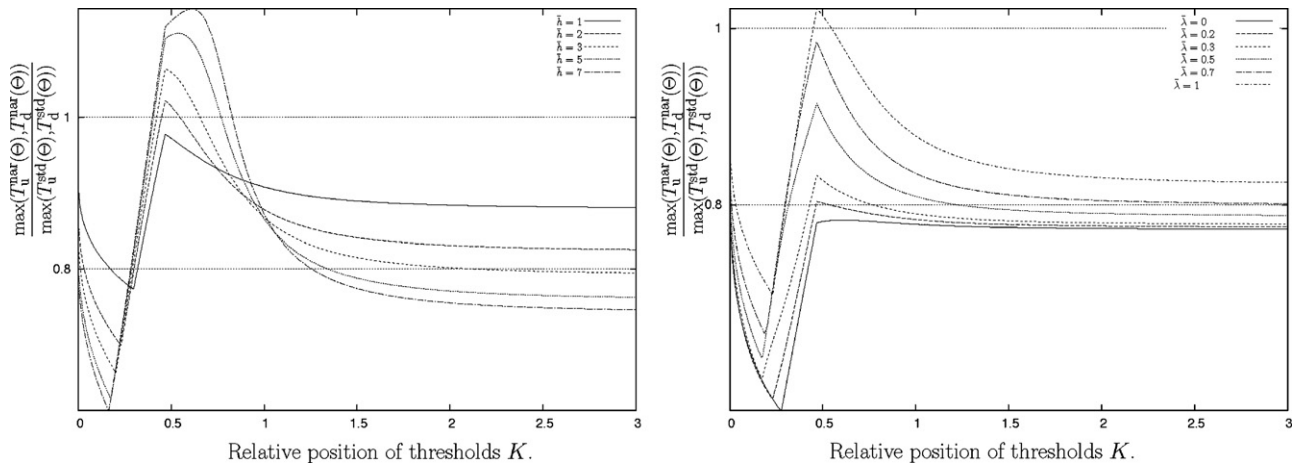 max(T_u^nar(Θ),T_d^nar(Θ))
max(T_u^std(Θ),T_d^std(Θ))
1
0.8
0 0.5 1 1.5 2 2.5 3
Relative position of thresholds K.
h̄ = 1
h̄ = 2
h̄ = 3
h̄ = 5
h̄ = 7
max(T_u^nar(Θ),T_d^nar(Θ))
max(T_u^std(Θ),T_d^std(Θ))
1
0.8
0 0.5 1 1.5 2 2.5 3
Relative position of thresholds K.
λ̄ = 0
λ̄ = 0.2
λ̄ = 0.3
λ̄ = 0.5
λ̄ = 0.7
λ̄ = 1